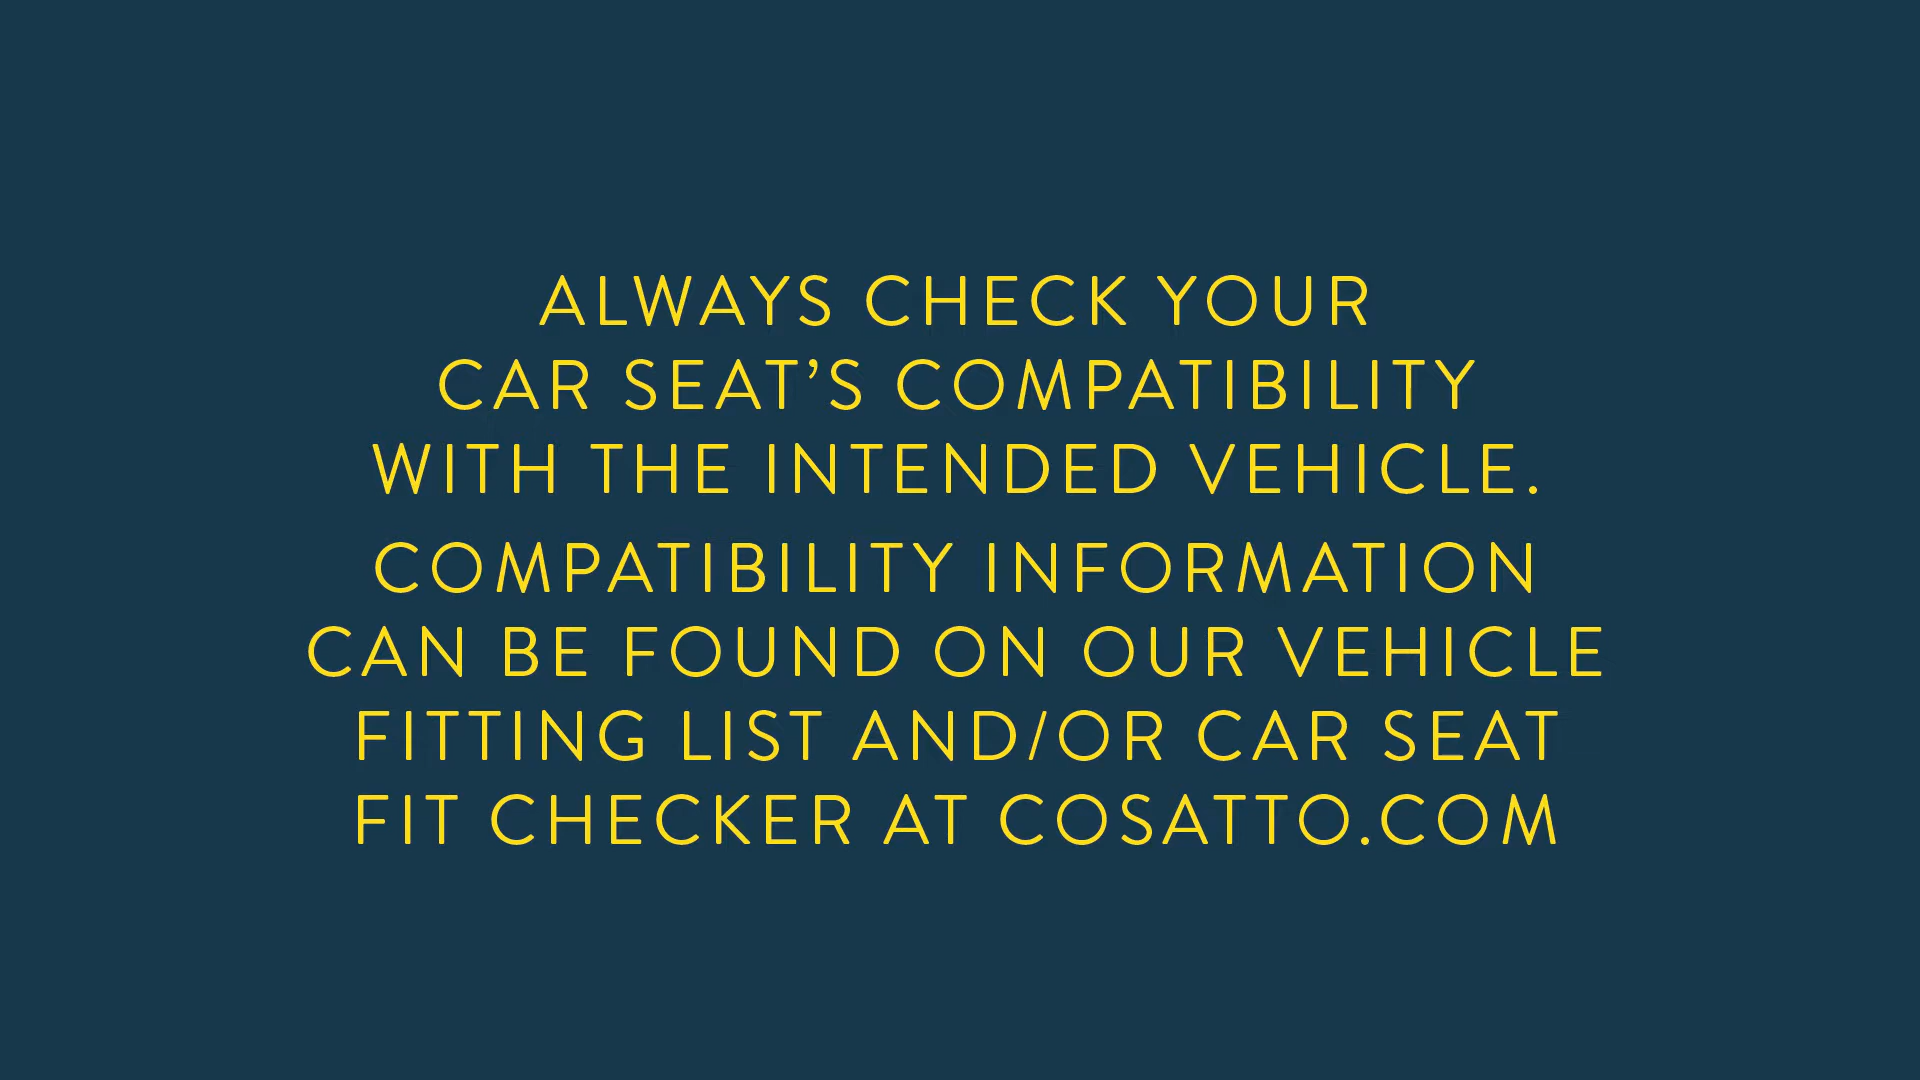 ALWAYS CHECK YOUR
CAR SEAT’S COMPATIBILITY
WITH THE INTENDED VEHICLE.
COMPATIBILITY INFORMATION
CAN BE FOUND ON OUR VEHICLE
FITTING LIST AND/OR CAR SEAT
FIT CHECKER AT COSATTO.COM